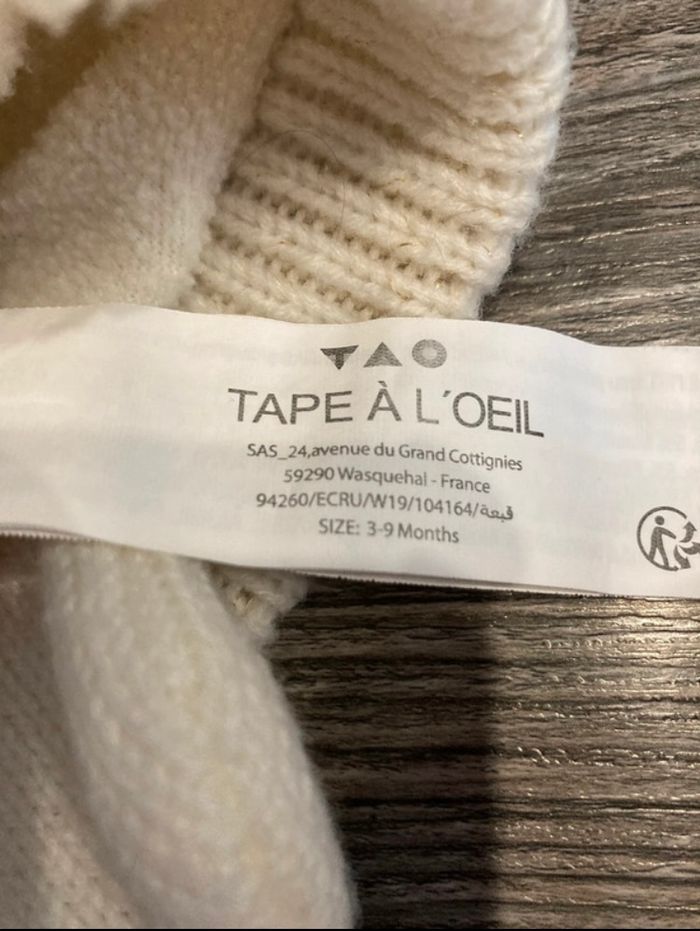 TAO
TAPE À L'OEIL
SAS_24,avenue du Grand Cottignies
59290 Wasquehal - France
94260/ECRU/W19/104164/قبعة
SIZE: 3-9 Months